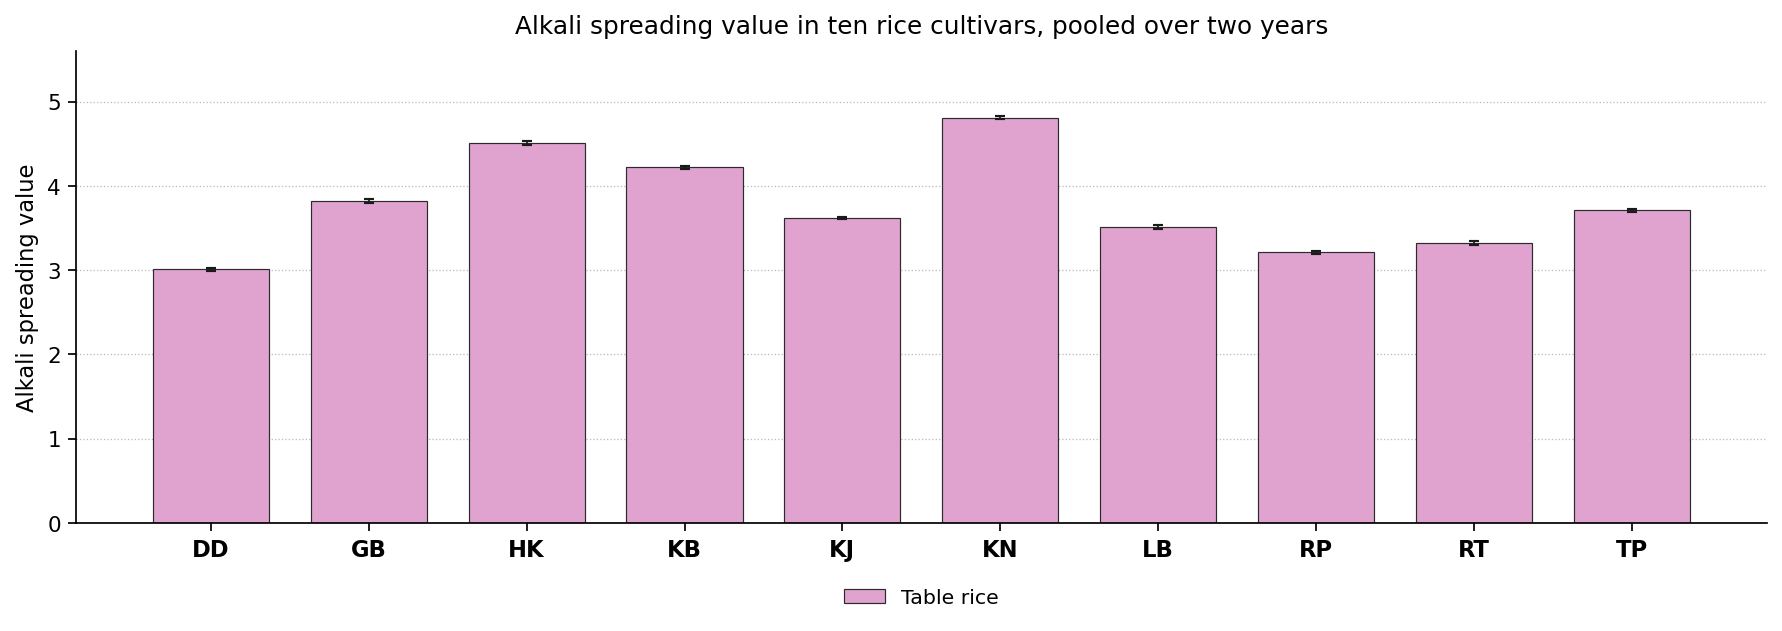 Alkali spreading value in ten rice cultivars, pooled over two years
Alkali spreading value
5
4
3
2
1
0
DD GB HK KB KJ KN LB RP RT TP
Table rice